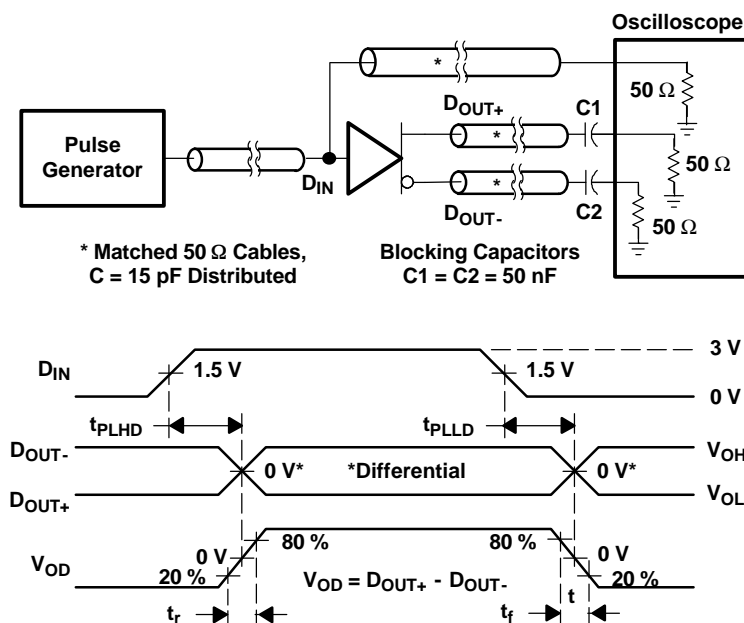 Oscilloscope
*
50 Ω
DOUT+
C1
Pulse
Generator
*
50 Ω
DIN
*
DOUT-
C2
50 Ω
* Matched 50 Ω Cables,
C = 15 pF Distributed
Blocking Capacitors
C1 = C2 = 50 nF
3 V
DIN
1.5 V
1.5 V
0 V
tPLHD
tPLLD
DOUT-
VOH
0 V*
*Differential
0 V*
DOUT+
VOL
80 %
80 %
VOD
0 V
0 V
20 %
VOD = DOUT+ - DOUT-
20 %
tr
tf
t